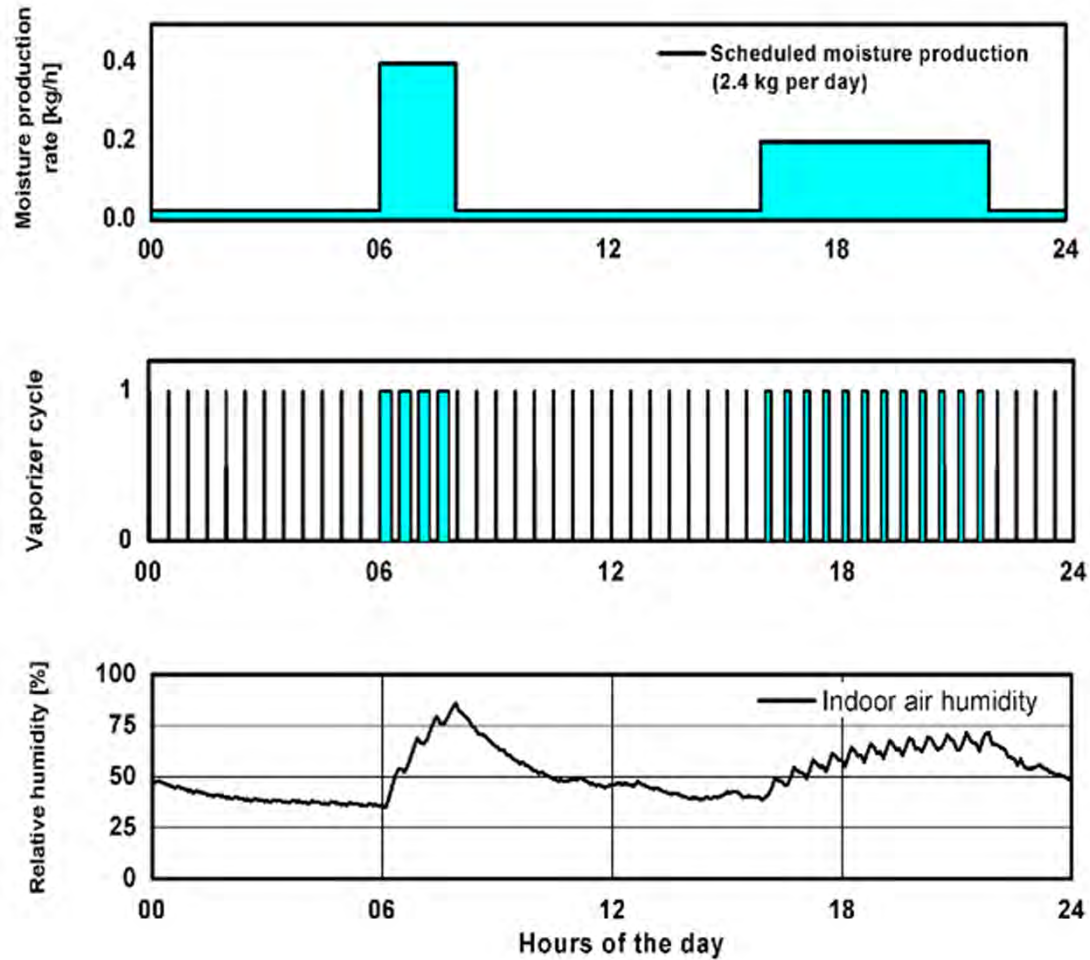 Moisture production
rate [kg/h]
0.4
0.2
0.0
Scheduled moisture production
(2.4 kg per day)
00 06 12 18 24
Vaporizer cycle
1
0
00 06 12 18 24
Relative humidity [%]
100
75
50
25
0
Indoor air humidity
00 06 12 18 24
Hours of the day